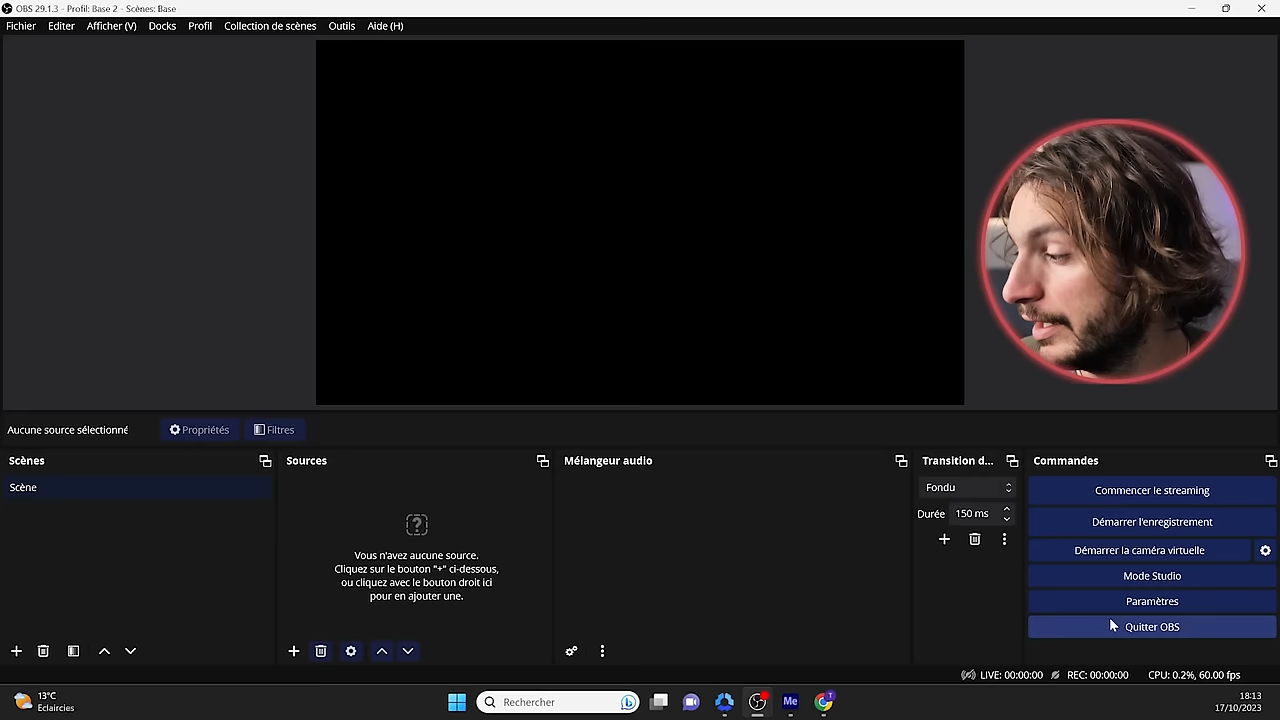 OBS 29.1.3 - Profil: Base 2 - Scènes: Base
Fichier Editer Afficher (V) Docks Profil Collection de scènes Outils Aide (H)
Aucune source sélectionné
Propriétés Filtres
Scènes
Scène
Sources
?
Vous n'avez aucune source.
Cliquez sur le bouton "+" ci-dessous,
ou cliquez avec le bouton droit ici
pour en ajouter une.
Mélangeur audio
Transition d...
Fondu
Durée 150 ms
Commandes
Commencer le streaming
Démarrer l'enregistrement
Démarrer la caméra virtuelle
Mode Studio
Paramètres
Quitter OBS
LIVE: 00:00:00 REC: 00:00:00 CPU: 0.2%, 60.00 fps
13°C
Éclaircies
Rechercher
Me
T
18:13
17/10/2023